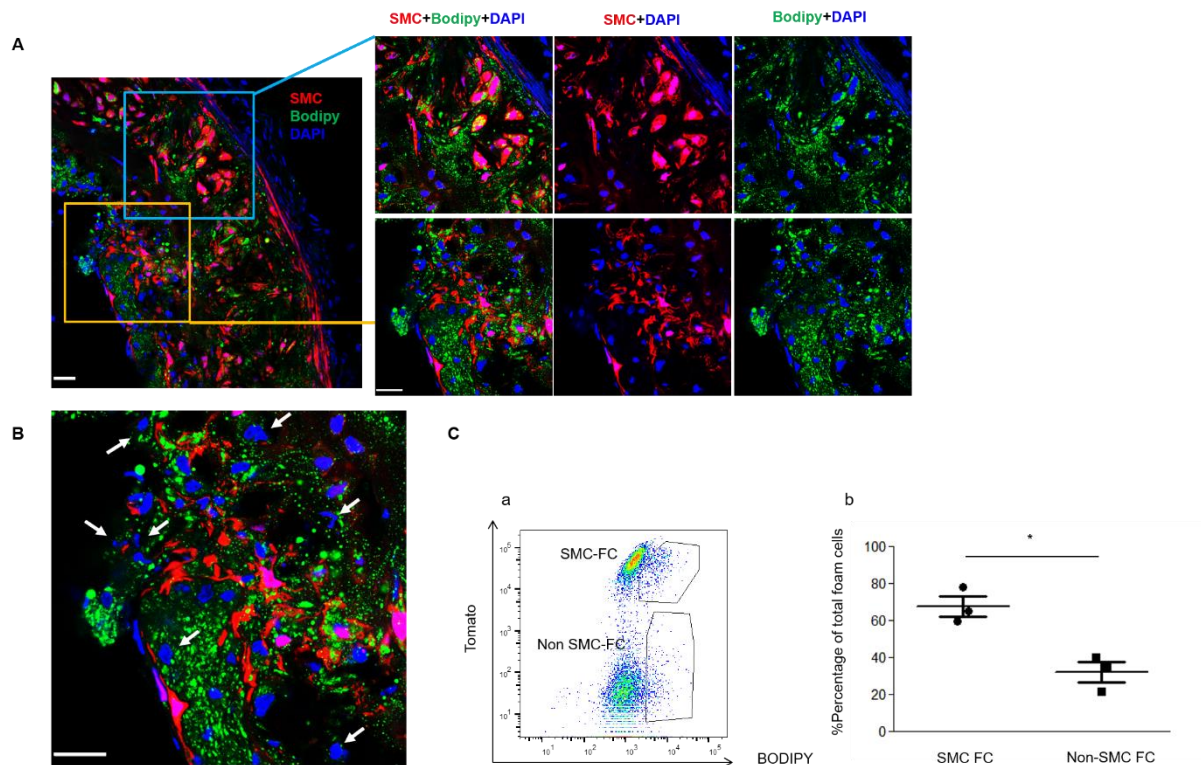 SMC+Bodipy+DAPI
SMC+DAPI
Bodipy+DAPI
A
SMC
Bodipy
DAPI
B
C
a
b
Tomato
10⁵
10⁴
10³
10²
10¹
SMC-FC
Non SMC-FC
10¹ 10² 10³ 10⁴ 10⁵
BODIPY
%Percentage of total foam cells
100
80
60
40
20
0
*
SMC FC
Non-SMC FC